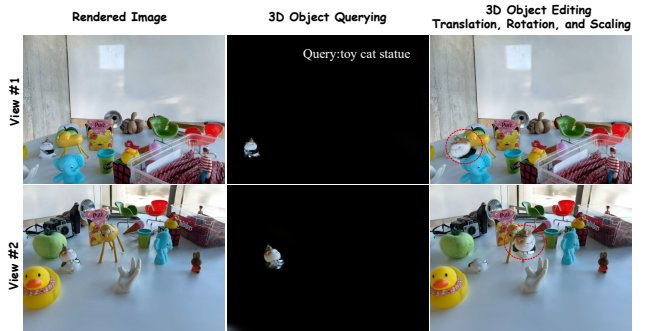 Rendered Image
3D Object Querying
3D Object Editing
Translation, Rotation, and Scaling
View #1
Query:toy cat statue
View #2